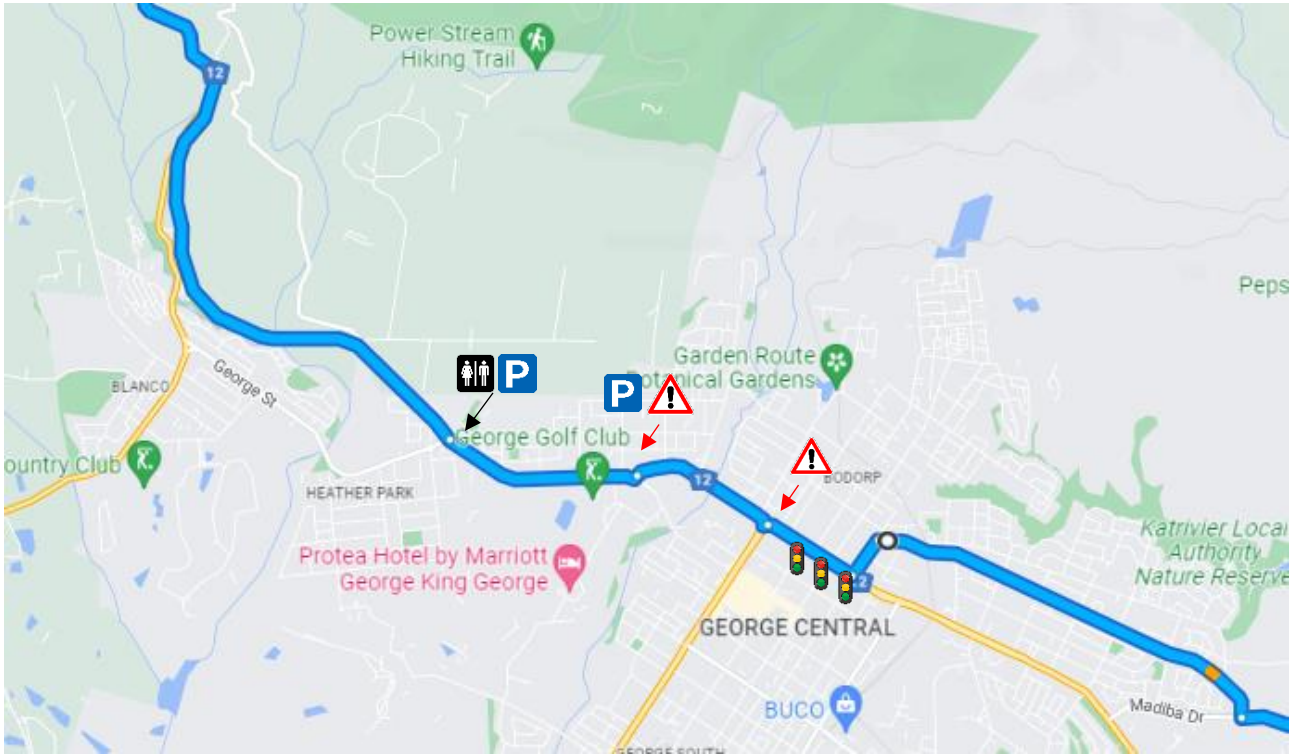 Power Stream
Hiking Trail
12
Peps
Garden Route
Botanical Gardens
George St
BLANCO
P
P
George Golf Club
ountry Club
12
BODORP
HEATHER PARK
Katrivier Local
Authority
Nature Reserve
Protea Hotel by Marriott
George King George
GEORGE CENTRAL
Madiba Dr
BUCO
GEORGE SOUTH